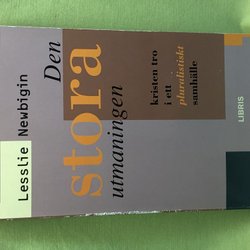 Lesslie Newbigin
Den
stora
utmaningen
kristen tro
i ett
pluralistiskt
samhälle
LIBRIS